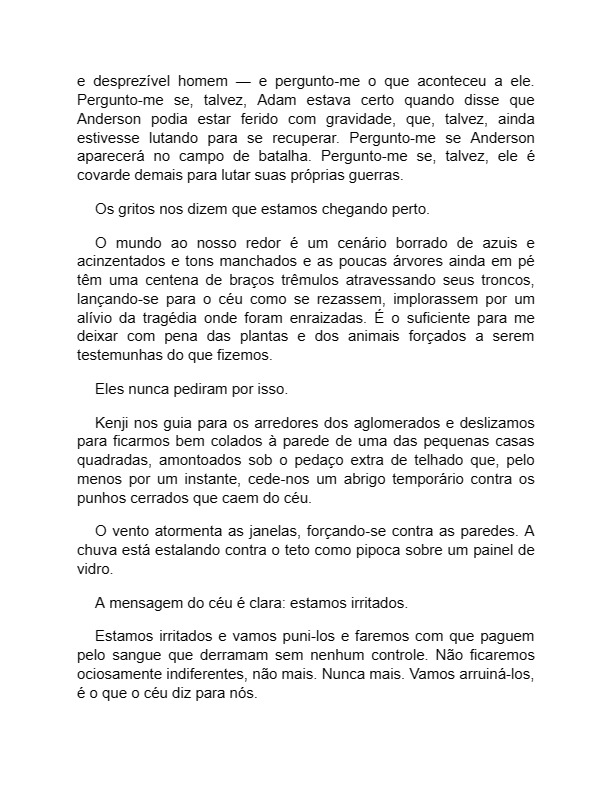 e desprezível homem — e pergunto-me o que aconteceu a ele.
Pergunto-me se, talvez, Adam estava certo quando disse que
Anderson podia estar ferido com gravidade, que, talvez, ainda
estivesse lutando para se recuperar. Pergunto-me se Anderson
aparecerá no campo de batalha. Pergunto-me se, talvez, ele é
covarde demais para lutar suas próprias guerras.
Os gritos nos dizem que estamos chegando perto.
O mundo ao nosso redor é um cenário borrado de azuis e
acinzentados e tons manchados e as poucas árvores ainda em pé
têm uma centena de braços trêmulos atravessando seus troncos,
lançando-se para o céu como se rezassem, implorassem por um
alívio da tragédia onde foram enraizadas. É o suficiente para me
deixar com pena das plantas e dos animais forçados a serem
testemunhas do que fizemos.
Eles nunca pediram por isso.
Kenji nos guia para os arredores dos aglomerados e deslizamos
para ficarmos bem colados à parede de uma das pequenas casas
quadradas, amontoados sob o pedaço extra de telhado que, pelo
menos por um instante, cede-nos um abrigo temporário contra os
punhos cerrados que caem do céu.
O vento atormenta as janelas, forçando-se contra as paredes. A
chuva está estalando contra o teto como pipoca sobre um painel de
vidro.
A mensagem do céu é clara: estamos irritados.
Estamos irritados e vamos puni-los e faremos com que paguem
pelo sangue que derramam sem nenhum controle. Não ficaremos
ociosamente indiferentes, não mais. Nunca mais. Vamos arruiná-los,
é o que o céu diz para nós.